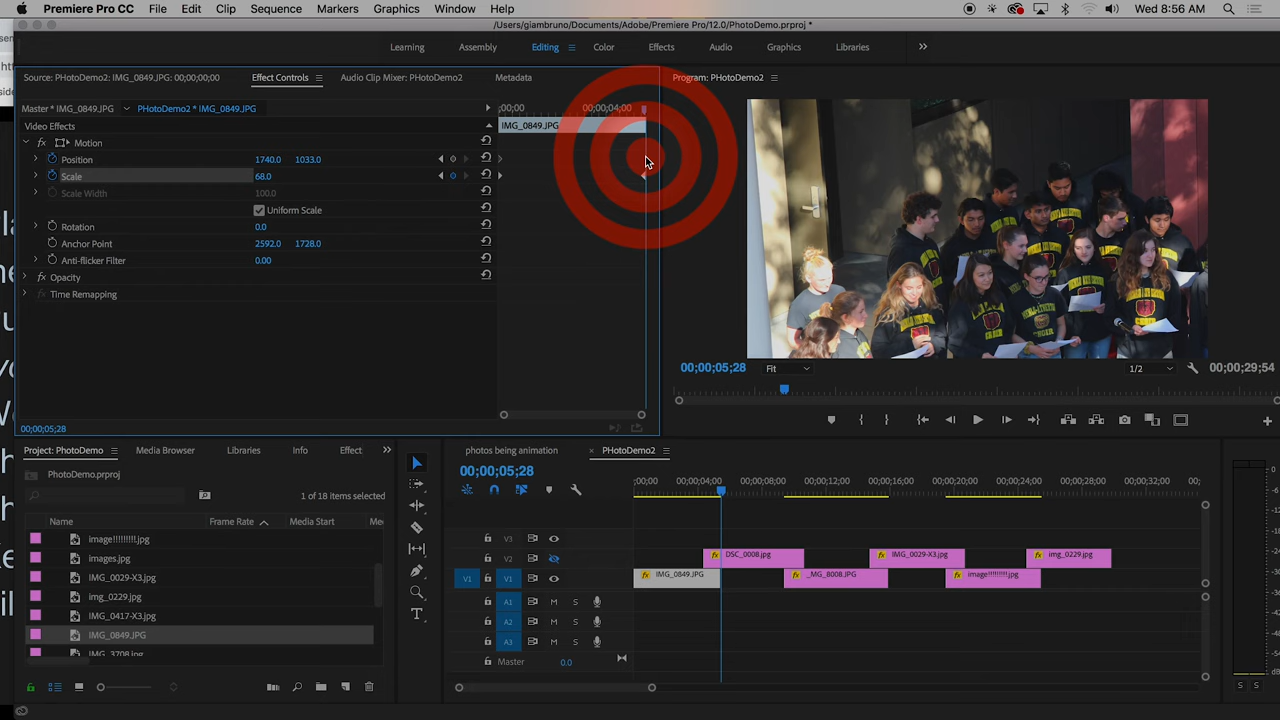 Premiere Pro CC File Edit Clip Sequence Markers Graphics Window Help Wed 8:56 AM
/Users/giambruno/Documents/Adobe/Premiere Pro/12.0/PhotoDemo.prproj *
Learning Assembly Editing Color Effects Audio Graphics Libraries
Source: PHotoDemo2: IMG_0849.JPG: 00;00;00;00 Effect Controls Audio Clip Mixer: PHotoDemo2 Metadata
Program: PHotoDemo2
Master * IMG_0849.JPG PHotoDemo2 * IMG_0849.JPG ;00;00 00;00;04;00
Video Effects IMG_0849.JPG
Motion
Position 1740.0 1033.0
Scale 68.0
Scale Width 100.0
Uniform Scale
Rotation 0.0
Anchor Point 2592.0 1728.0
Anti-flicker Filter 0.00
Opacity
Time Remapping
00;00;05;28 Fit 1/2 00;00;29;54
00;00;05;28
Project: PhotoDemo Media Browser Libraries Info Effect
PhotoDemo.prproj
1 of 18 items selected
Name Frame Rate Media Start Me
image!!!!!!!!!.jpg
images.jpg
IMG_0029-X3.jpg
img_0229.jpg
IMG_0417-X3.jpg
IMG_0849.JPG
IMG_3708.jpg
photos being animation PHotoDemo2
00;00;05;28
;00;00 00;00;04;00 00;00;08;00 00;00;12;00 00;00;16;00 00;00;20;00 00;00;24;00 00;00;28;00 00;00;32;00 00;
V3
V2 fx DSC_0008.jpg fx IMG_0029-X3.jpg fx img_0229.jpg
V1 V1 fx IMG_0849.JPG fx _MG_8008.JPG fx image!!!!!!!!!.jpg
A1 M S
A2 M S
A3 M S
Master 0.0
S S